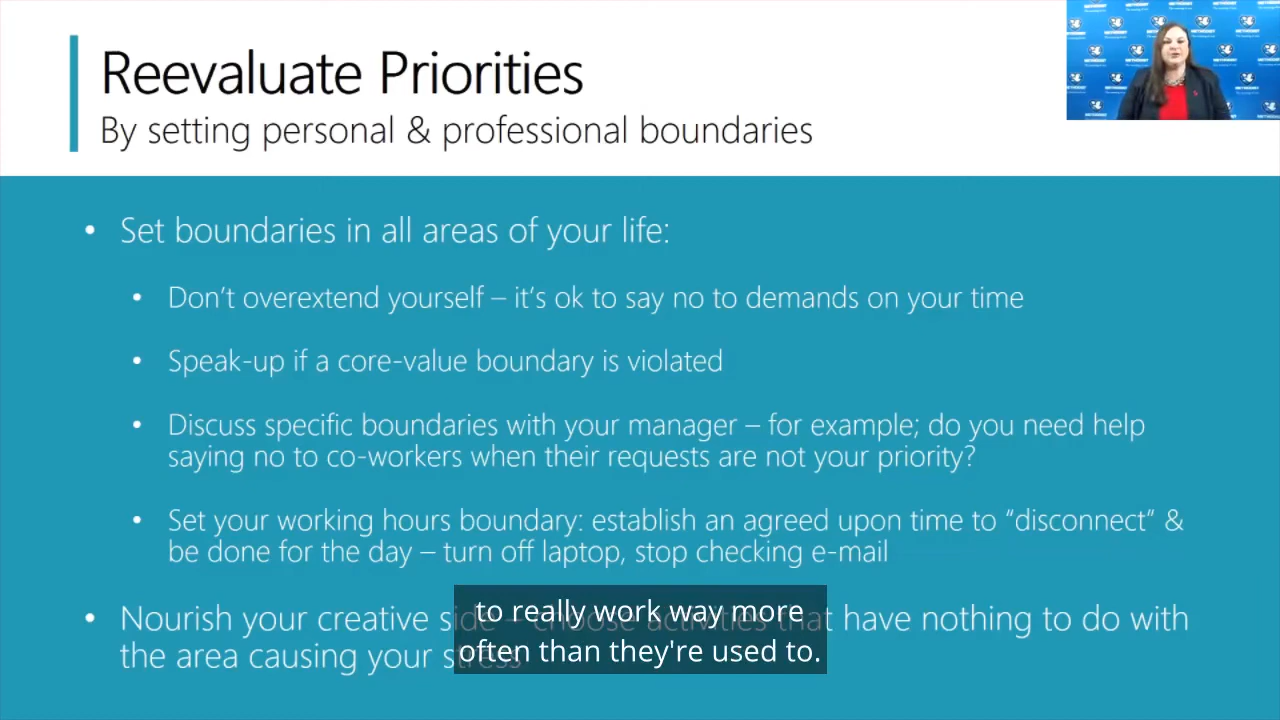 Reevaluate Priorities
By setting personal & professional boundaries
• Set boundaries in all areas of your life:
• Don't overextend yourself – it's ok to say no to demands on your time
• Speak-up if a core-value boundary is violated
• Discuss specific boundaries with your manager – for example; do you need help
saying no to co-workers when their requests are not your priority?
• Set your working hours boundary: establish an agreed upon time to “disconnect” &
be done for the day – turn off laptop, stop checking e-mail
• Nourish your creative side – choose activities that have nothing to do with
the area causing your stress
to really work way more
often than they're used to.